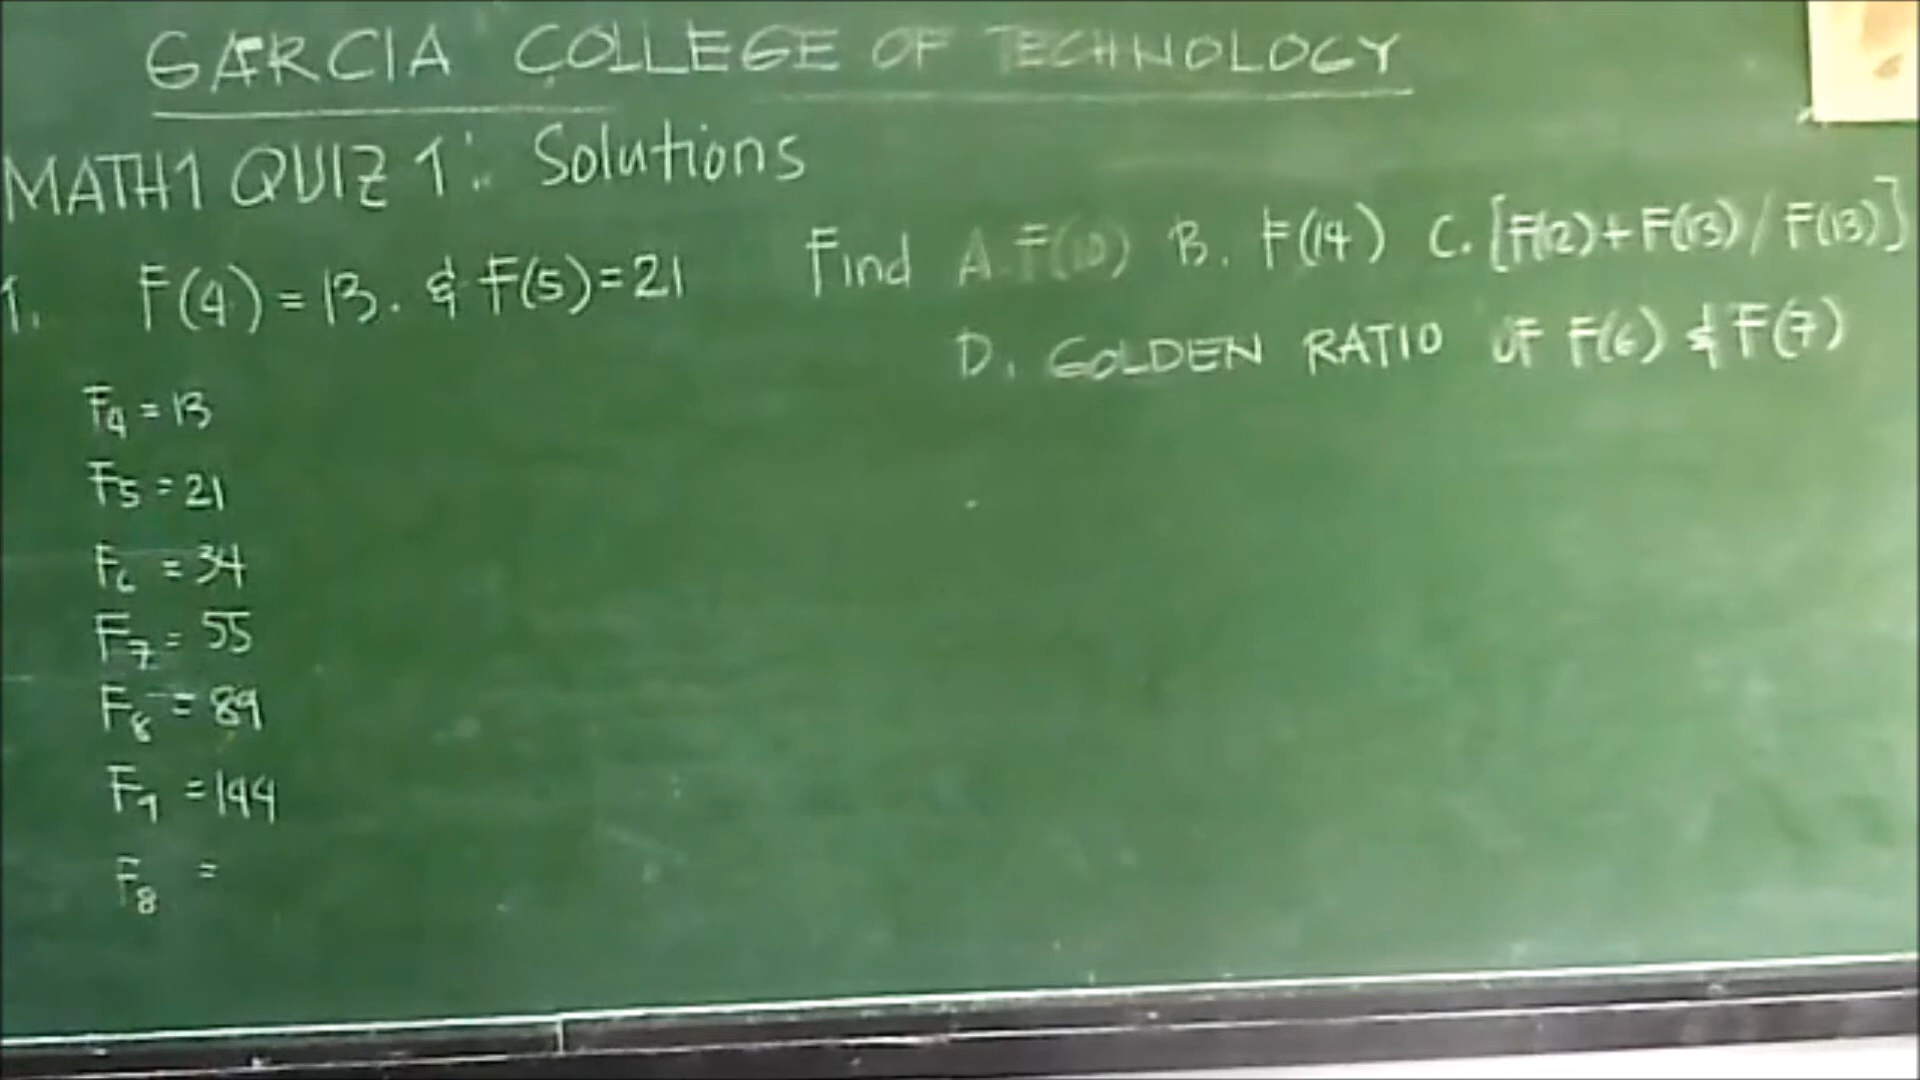 GARCIA COLLEGE OF TECHNOLOGY
MATH1 QUIZ 1: Solutions
1. F(4) = 13. & F(5)=21 Find A. F(10) B. F(14) C. [F(2)+F(13)/F(13)]
D. GOLDEN RATIO OF F(6) & F(7)
F4 = 13
F5 = 21
F6 = 34
F7 = 55
F8 = 89
F9 = 144
F8 =